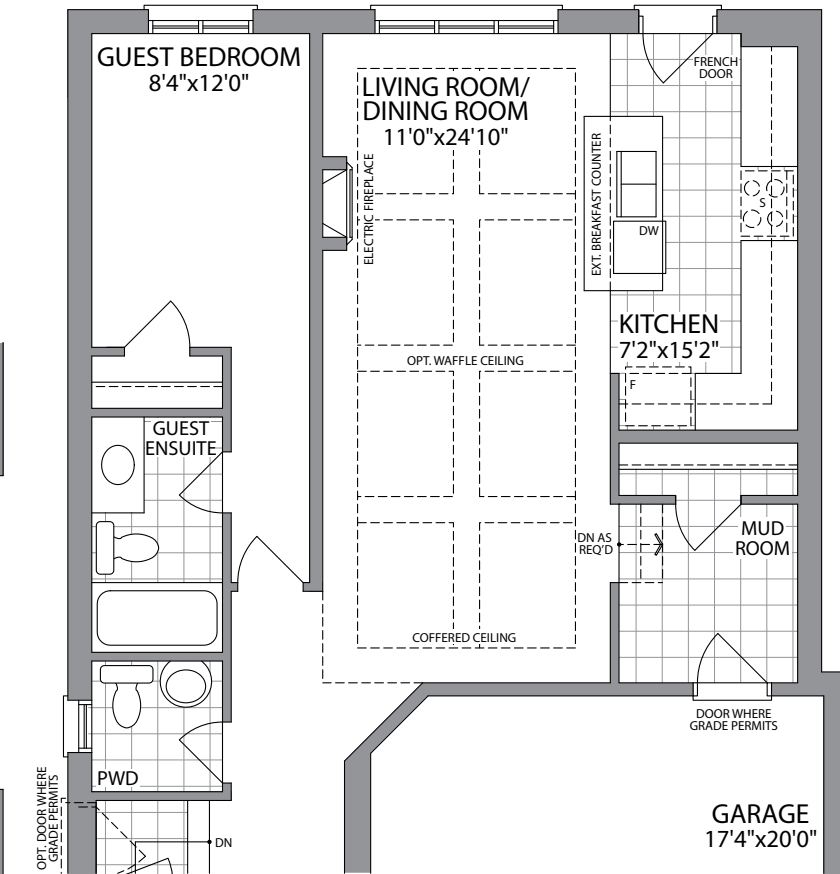 GUEST BEDROOM
8'4"x12'0"
LIVING ROOM/
DINING ROOM
11'0"x24'10"
FRENCH
DOOR
ELECTRIC FIREPLACE
EXT. BREAKFAST COUNTER
S
DW
KITCHEN
7'2"x15'2"
OPT. WAFFLE CEILING
F
GUEST
ENSUITE
MUD
ROOM
DN AS
REQ'D
COFFERED CEILING
DOOR WHERE
GRADE PERMITS
PWD
OPT. DOOR WHERE
GRADE PERMITS
DN
GARAGE
17'4"x20'0"